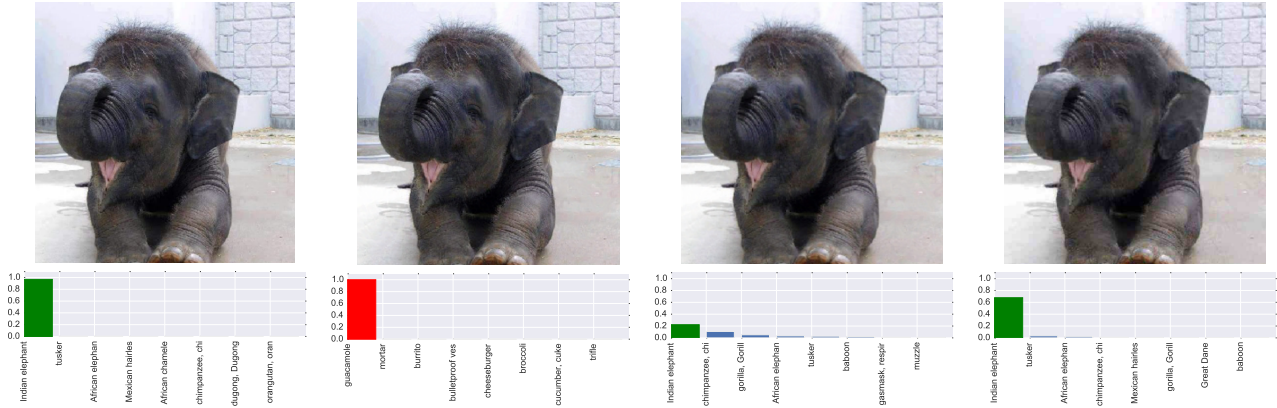 1.0
0.8
0.6
0.4
0.2
0.0
Indian elephant
tusker
African elephan
Mexican hairles
African chamele
chimpanzee, chi
dugong, Dugong
orangutan, oran
1.0
0.8
0.6
0.4
0.2
0.0
guacamole
mortar
burrito
bulletproof ves
cheeseburger
broccoli
cucumber, cuke
trifle
1.0
0.8
0.6
0.4
0.2
0.0
Indian elephant
chimpanzee, chi
gorilla, Gorill
African elephan
tusker
baboon
gasmask, respir
muzzle
1.0
0.8
0.6
0.4
0.2
0.0
Indian elephant
tusker
African elephan
chimpanzee, chi
Mexican hairles
gorilla, Gorill
Great Dane
baboon